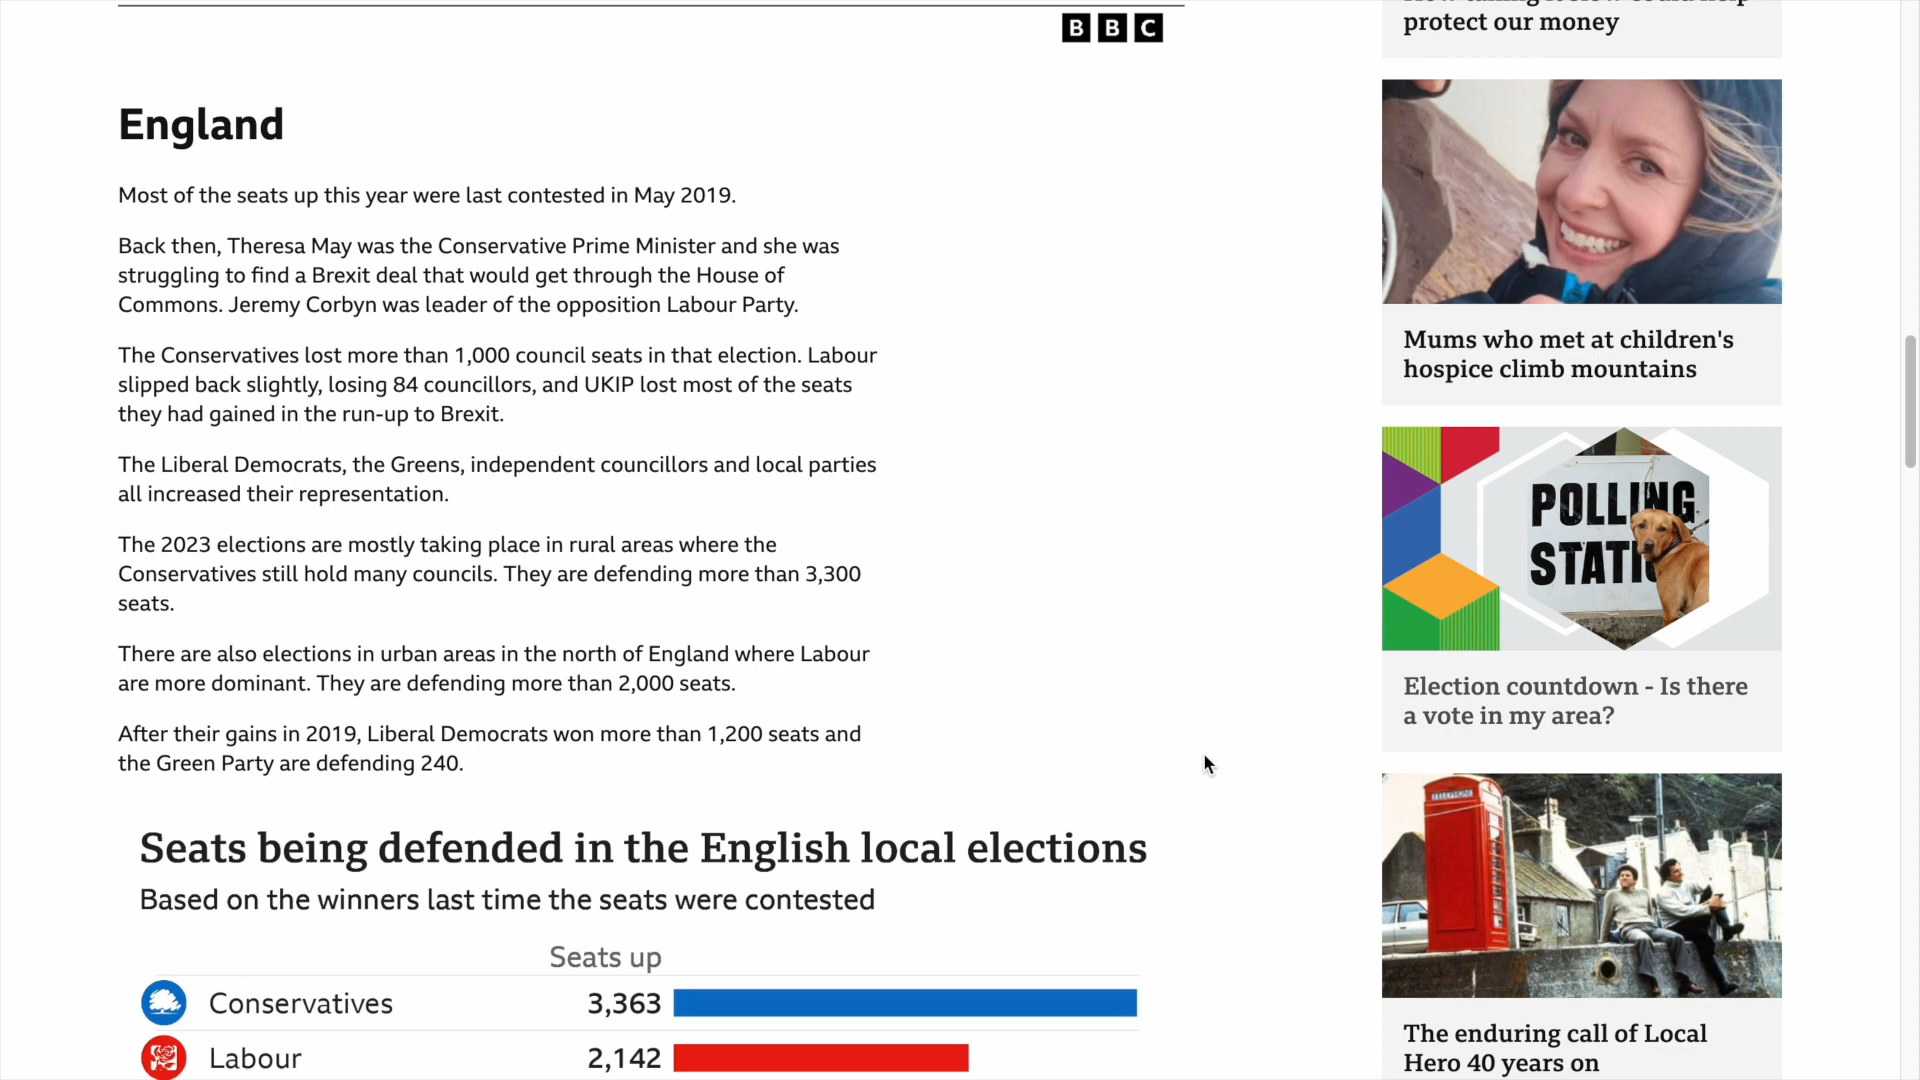 BBC
England
Most of the seats up this year were last contested in May 2019.
Back then, Theresa May was the Conservative Prime Minister and she was
struggling to find a Brexit deal that would get through the House of
Commons. Jeremy Corbyn was leader of the opposition Labour Party.
The Conservatives lost more than 1,000 council seats in that election. Labour
slipped back slightly, losing 84 councillors, and UKIP lost most of the seats
they had gained in the run-up to Brexit.
The Liberal Democrats, the Greens, independent councillors and local parties
all increased their representation.
The 2023 elections are mostly taking place in rural areas where the
Conservatives still hold many councils. They are defending more than 3,300
seats.
There are also elections in urban areas in the north of England where Labour
are more dominant. They are defending more than 2,000 seats.
After their gains in 2019, Liberal Democrats won more than 1,200 seats and
the Green Party are defending 240.
Seats being defended in the English local elections
Based on the winners last time the seats were contested
Seats up
Conservatives 3,363
Labour 2,142
protect our money
Mums who met at children's
hospice climb mountains
POLLING
STATI
Election countdown - Is there
a vote in my area?
TELEPHONE
The enduring call of Local
Hero 40 years on